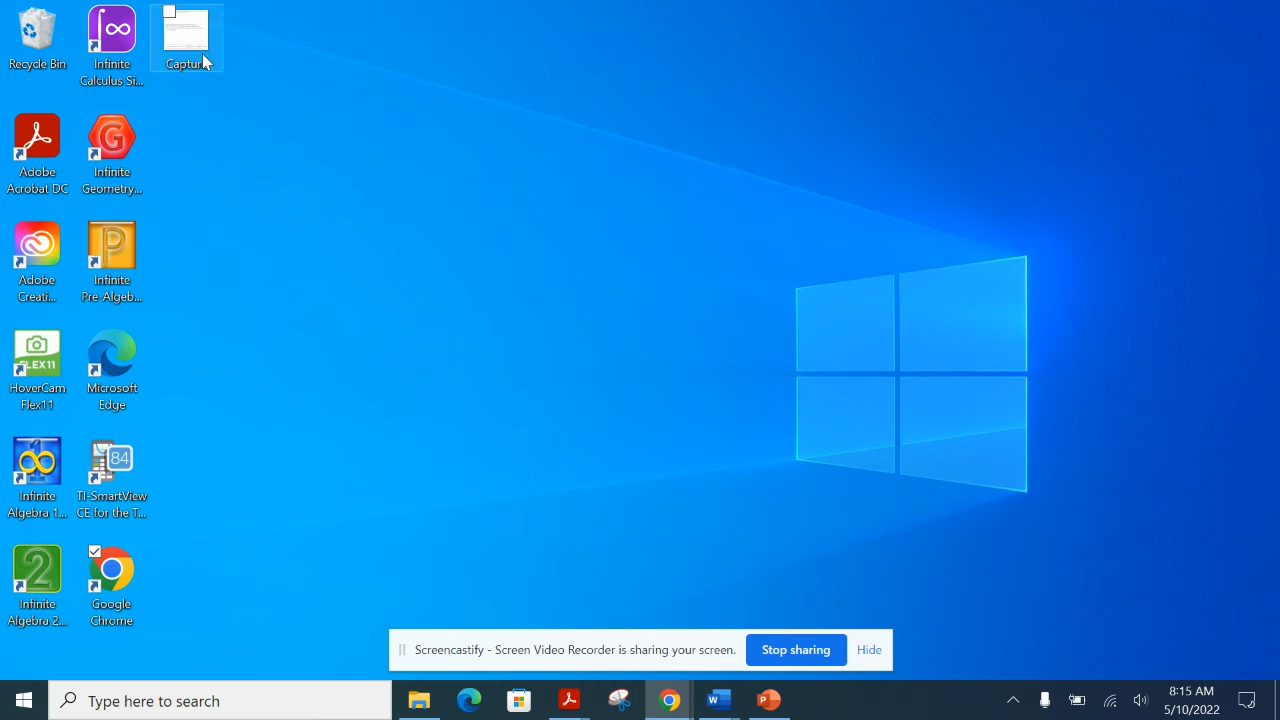 Recycle Bin
Infinite
Calculus Si...
Adobe
Acrobat DC
Infinite
Geometry...
Adobe
Creati...
Infinite
Pre-Algeb...
HoverCam
Flex11
FLEX11
Microsoft
Edge
Infinite
Algebra 1...
TI-SmartView
CE for the T...
84
Infinite
Algebra 2...
Google
Chrome
Screencastify - Screen Video Recorder is sharing your screen.
Stop sharing
Hide
Type here to search
8:15 AM
5/10/2022